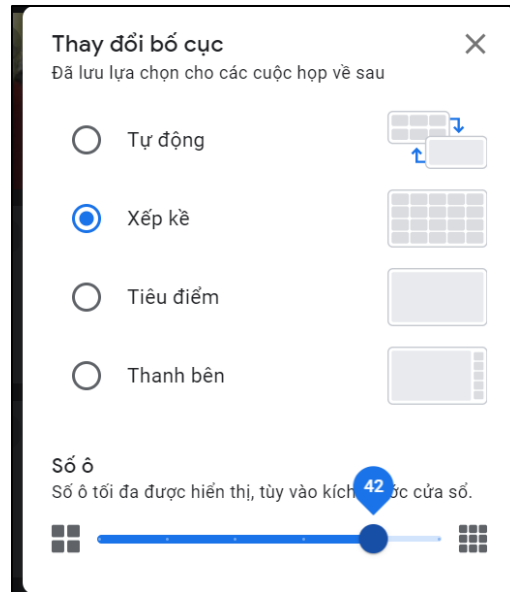 Thay đổi bố cục
Đã lưu lựa chọn cho các cuộc họp về sau
Tự động
Xếp kề
Tiêu điểm
Thanh bên
Số ô
42
Số ô tối đa được hiển thị, tùy vào cửa sổ.